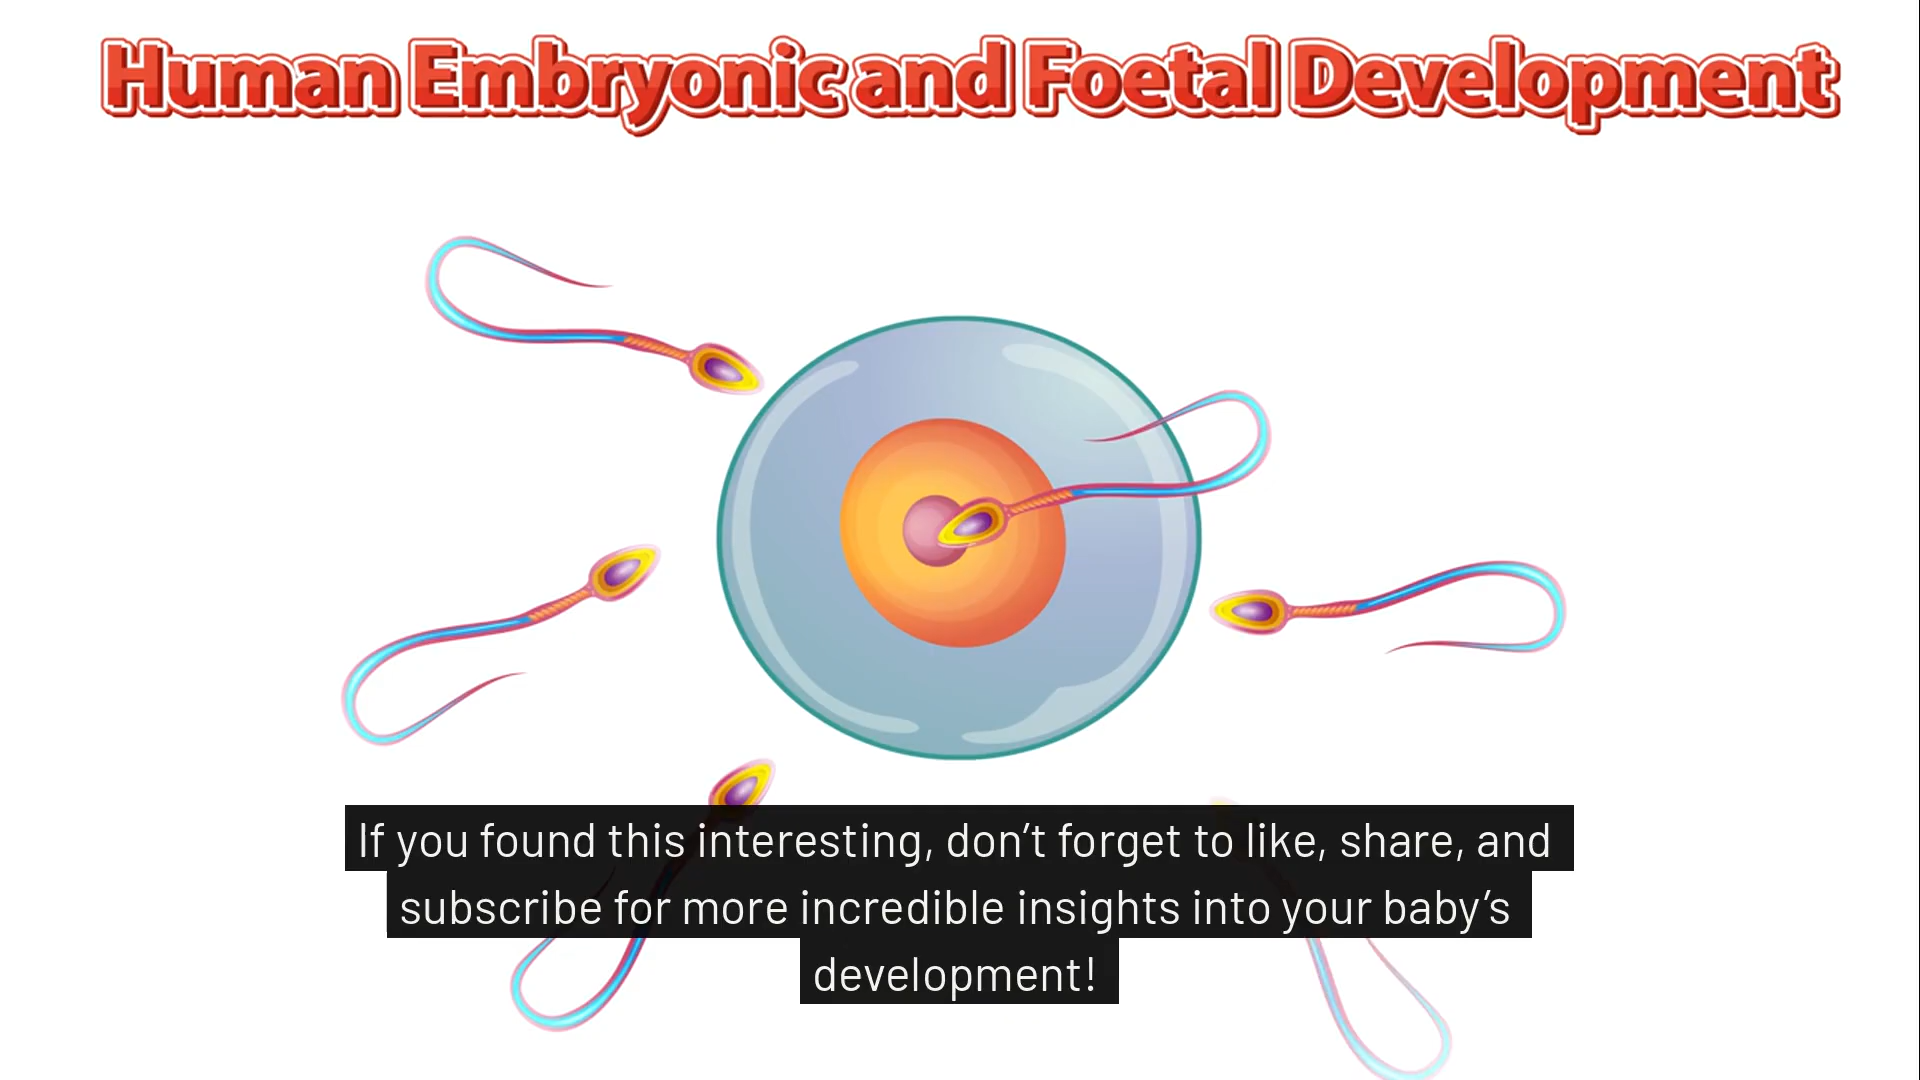 Human Embryonic and Foetal Development
If you found this interesting, don’t forget to like, share, and
subscribe for more incredible insights into your baby’s
development!